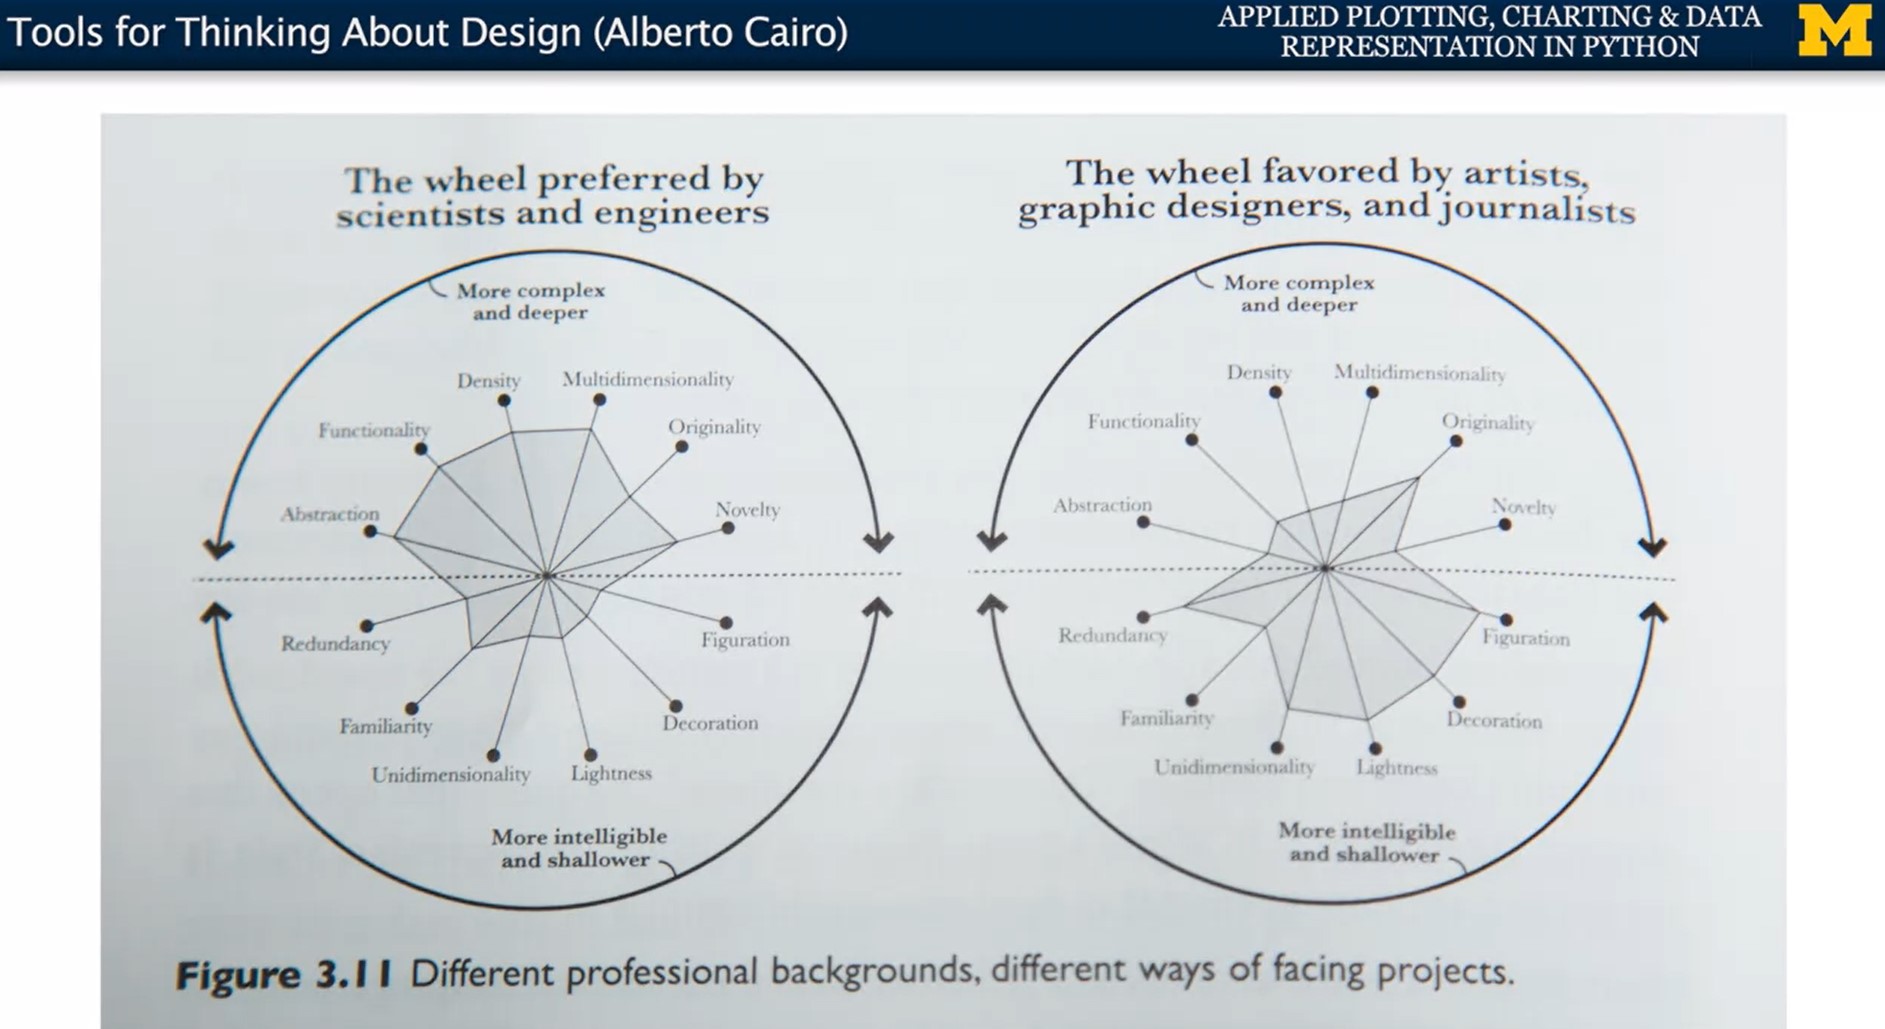 Tools for Thinking About Design (Alberto Cairo)
APPLIED PLOTTING, CHARTING & DATA
REPRESENTATION IN PYTHON
M
The wheel preferred by
scientists and engineers
More complex
and deeper
Density
Multidimensionality
Functionality
Originality
Abstraction
Novelty
Redundancy
Figuration
Familiarity
Decoration
Unidimensionality
Lightness
More intelligible
and shallower
The wheel favored by artists,
graphic designers, and journalists
More complex
and deeper
Density
Multidimensionality
Functionality
Originality
Abstraction
Novelty
Redundancy
Figuration
Familiarity
Decoration
Unidimensionality
Lightness
More intelligible
and shallower
Figure 3.11 Different professional backgrounds, different ways of facing projects.